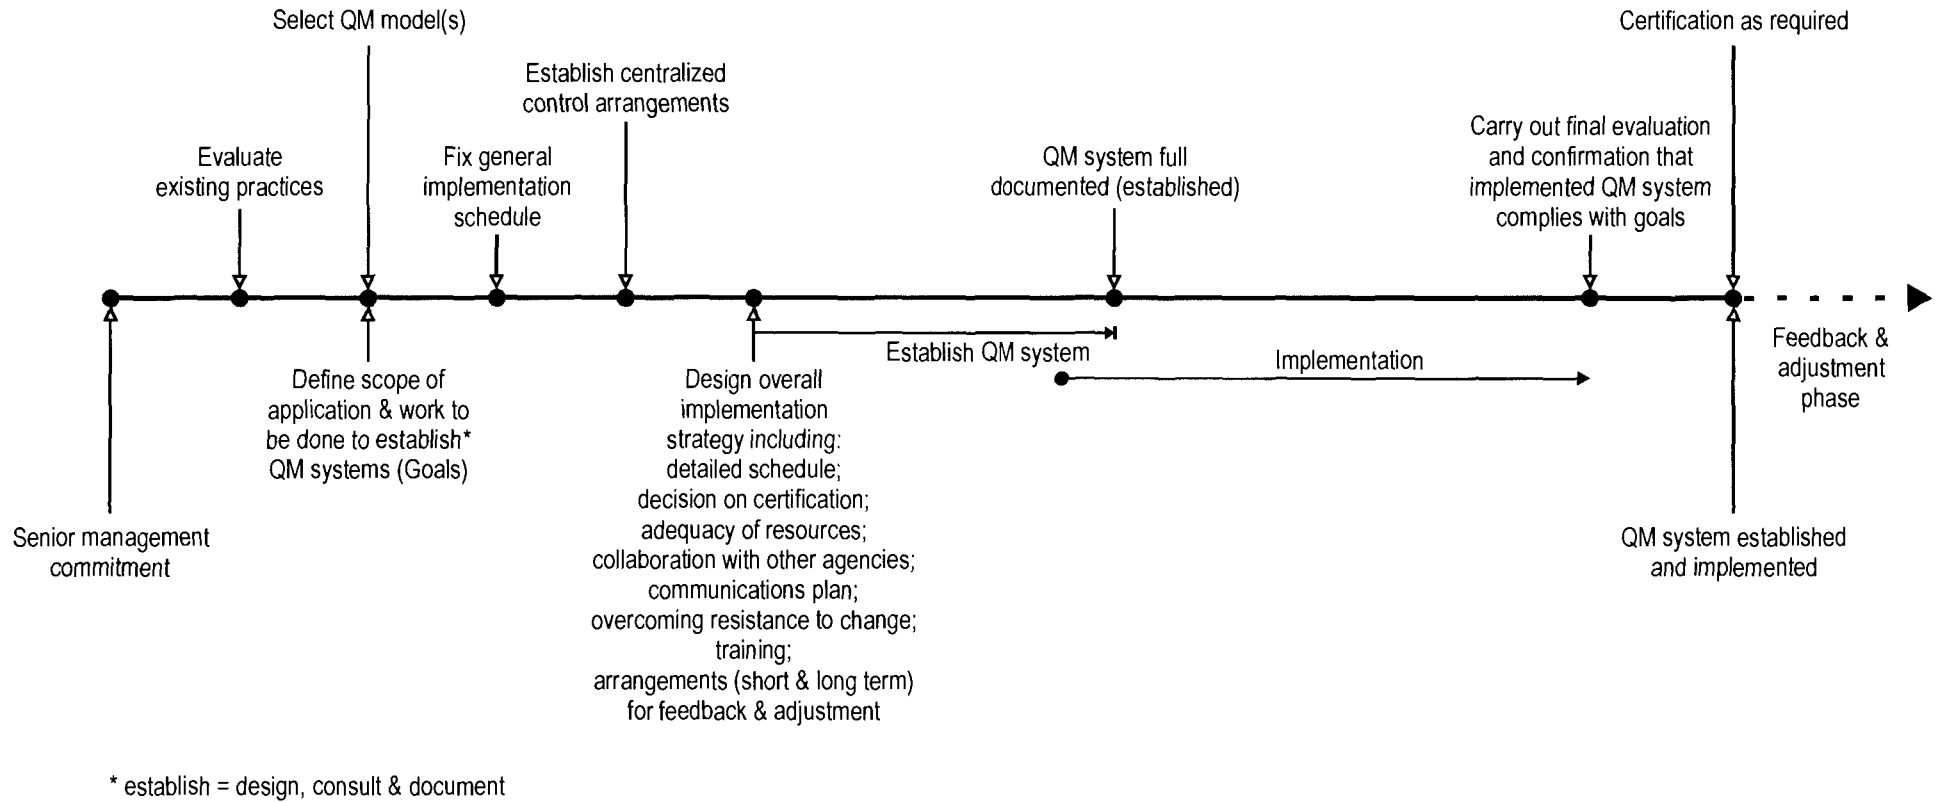 Select QM model(s)
Certification as required
Establish centralized
control arrangements
Evaluate
existing practices
Fix general
implementation
schedule
QM system full
documented (established)
Carry out final evaluation
and confirmation that
implemented QM system
complies with goals
Establish QM system
Implementation
Feedback &
adjustment
phase
Define scope of
application & work to
be done to establish*
QM systems (Goals)
Design overall
implementation
strategy including:
detailed schedule;
decision on certification;
adequacy of resources;
collaboration with other agencies;
communications plan;
overcoming resistance to change;
training;
arrangements (short & long term)
for feedback & adjustment
Senior management
commitment
QM system established
and implemented
* establish = design, consult & document